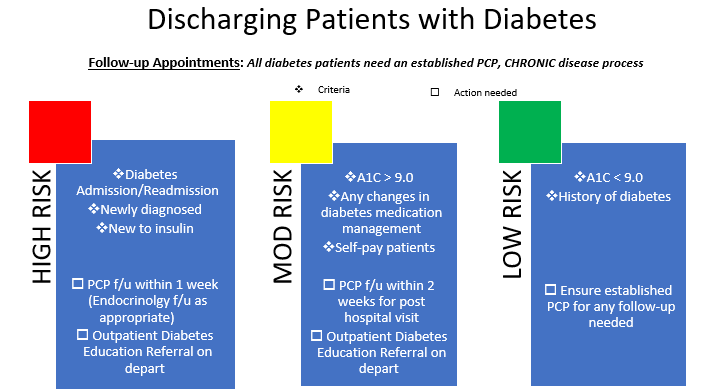 Discharging Patients with Diabetes
Follow-up Appointments: All diabetes patients need an established PCP, CHRONIC disease process
❖ Criteria
☐ Action needed
HIGH RISK
❖Diabetes
Admission/Readmission
❖Newly diagnosed
❖New to insulin
☐ PCP f/u within 1 week
(Endocrinolgy f/u as
appropriate)
☐ Outpatient Diabetes
Education Referral on
depart
MOD RISK
❖A1C > 9.0
❖Any changes in
diabetes medication
management
❖Self-pay patients
☐ PCP f/u within 2
weeks for post
hospital visit
☐ Outpatient Diabetes
Education Referral on
depart
LOW RISK
❖A1C < 9.0
❖History of diabetes
☐ Ensure established
PCP for any follow-up
needed